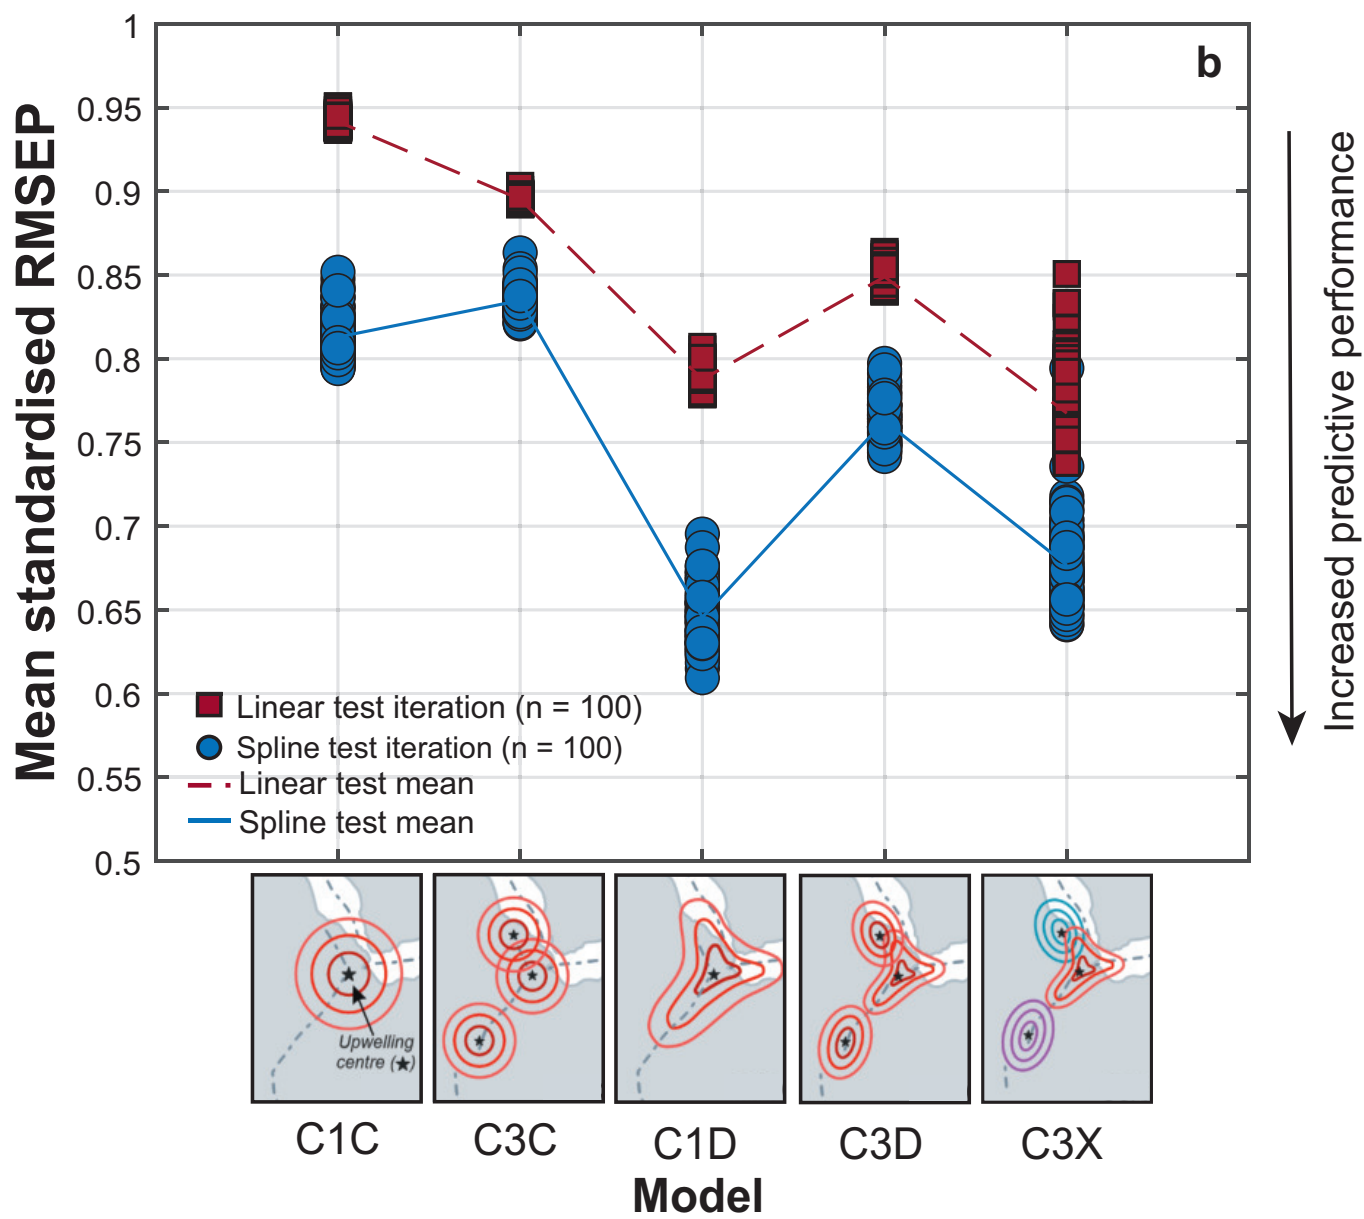 b
1
0.95
0.9
0.85
0.8
0.75
0.7
0.65
0.6
0.55
0.5
Mean standardised RMSEP
Increased predictive performance
Linear test iteration (n = 100)
Spline test iteration (n = 100)
Linear test mean
Spline test mean
Upwelling
centre (★)
C1C C3C C1D C3D C3X
Model